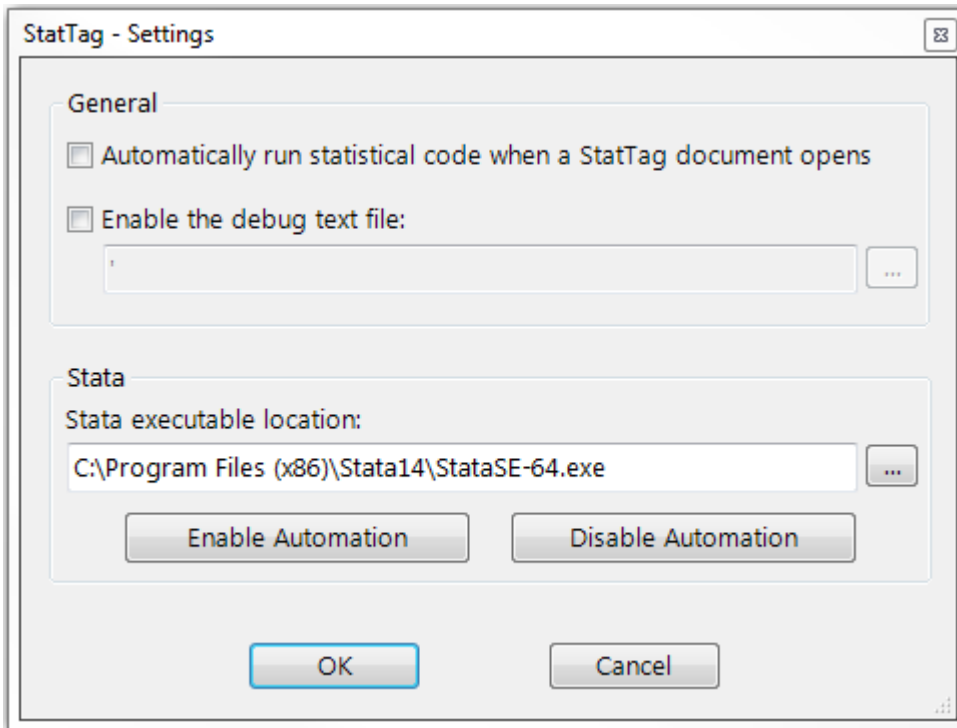 StatTag - Settings
General
Automatically run statistical code when a StatTag document opens
Enable the debug text file:
'
...
Stata
Stata executable location:
C:\Program Files (x86)\Stata14\StataSE-64.exe
...
Enable Automation
Disable Automation
OK
Cancel